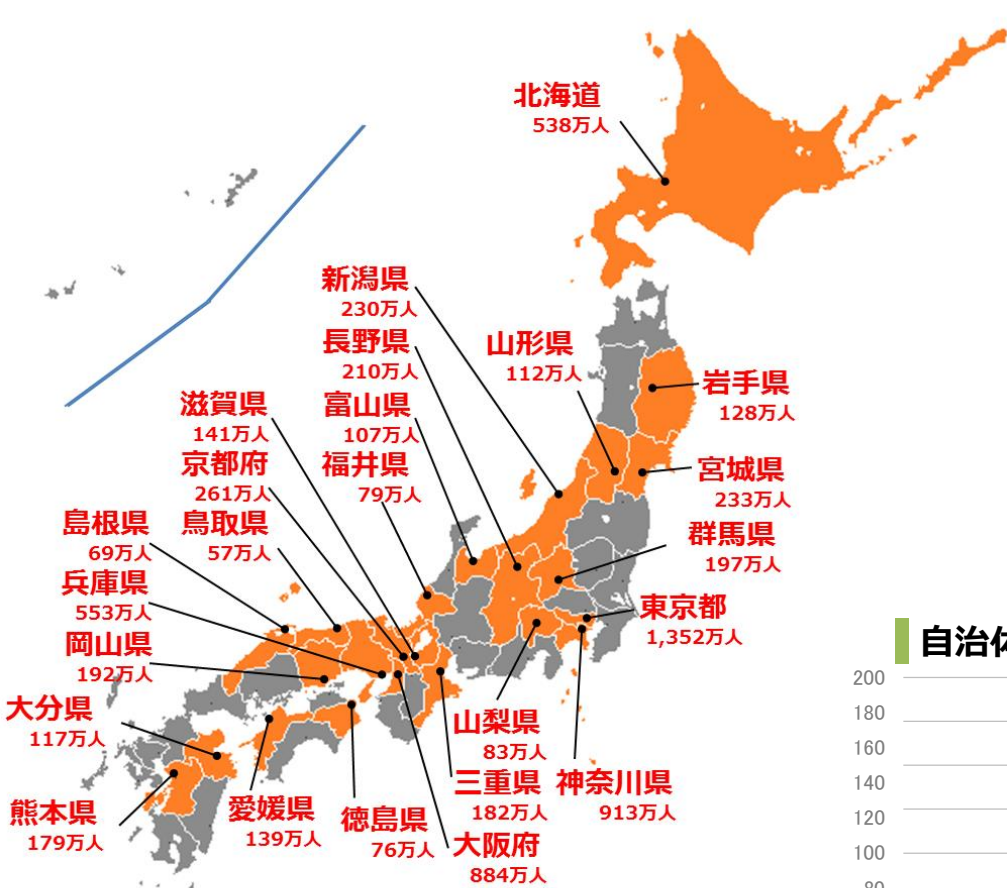 北海道
538万人
新潟県
230万人
長野県
210万人
山形県
112万人
岩手県
128万人
滋賀県
141万人
富山県
107万人
京都府
261万人
福井県
79万人
宮城県
233万人
島根県
69万人
鳥取県
57万人
群馬県
197万人
兵庫県
553万人
東京都
1,352万人
岡山県
192万人
大分県
117万人
山梨県
83万人
三重県
182万人
神奈川県
913万人
熊本県
179万人
愛媛県
139万人
徳島県
76万人
大阪府
884万人
自治体
200
180
160
140
120
100
80